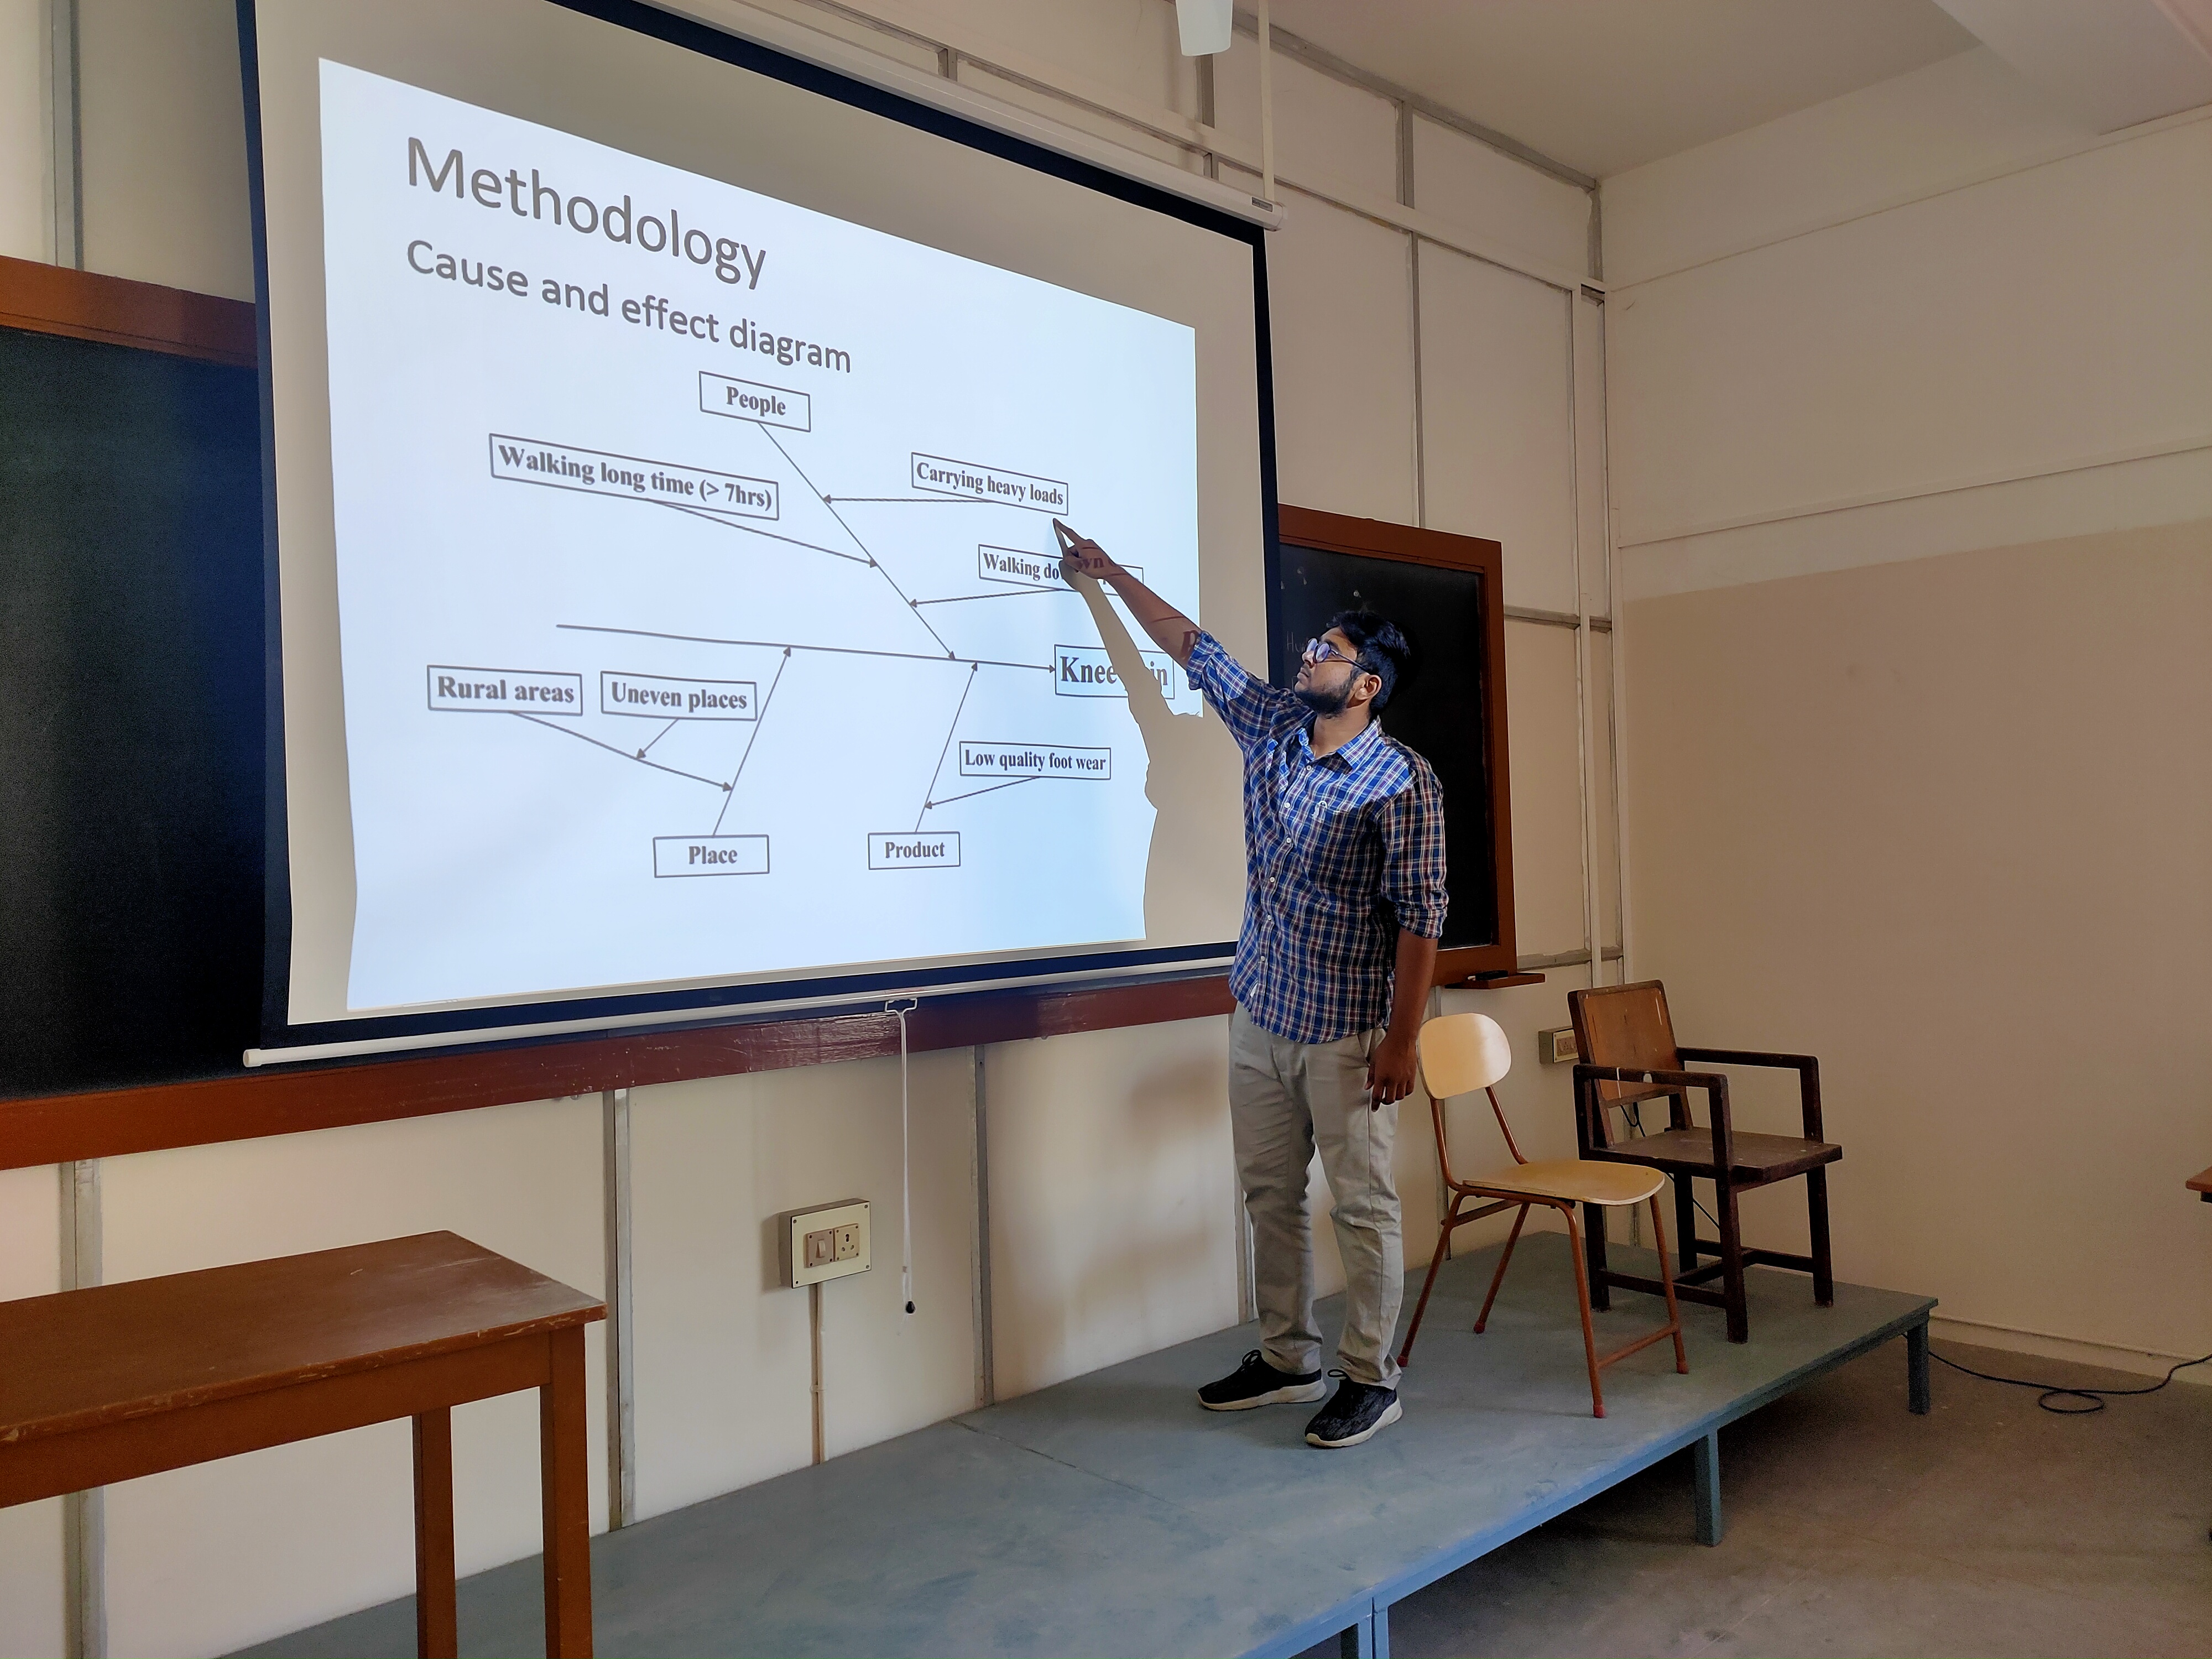 Methodology
Cause and effect diagram
People
Walking long time (> 7hrs)
Carrying heavy loads
Walking down
Knee
Rural areas
Uneven places
Low quality foot wear
Place
Product